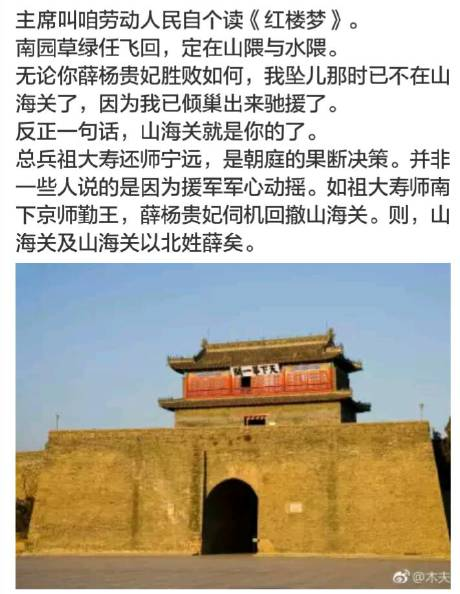 主席叫咱劳动人民自个读《红楼梦》。
南园草绿任飞回，定在山隈与水隈。
无论你薛杨贵妃胜败如何，我坠儿那时已不在山
海关了，因为我已倾巢出来驰援了。
反正一句话，山海关就是你的了。
总兵祖大寿还师宁远，是朝庭的果断决策。并非
一些人说的是因为援军军心动摇。如祖大寿师南
下京师勤王，薛杨贵妃伺机回撤山海关。则，山
海关及山海关以北姓薛矣。
天下第一關
@木夫